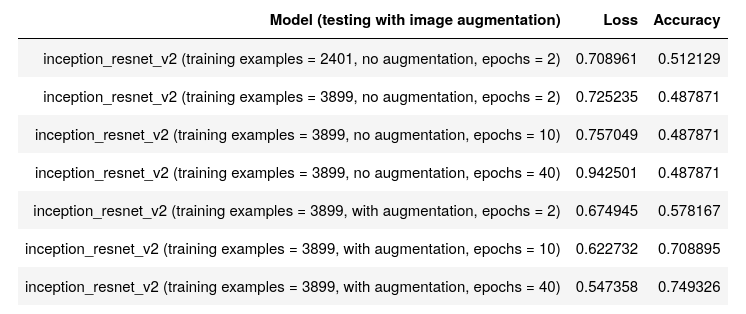 Model (testing with image augmentation) Loss Accuracy
inception_resnet_v2 (training examples = 2401, no augmentation, epochs = 2) 0.708961 0.512129
inception_resnet_v2 (training examples = 3899, no augmentation, epochs = 2) 0.725235 0.487871
inception_resnet_v2 (training examples = 3899, no augmentation, epochs = 10) 0.757049 0.487871
inception_resnet_v2 (training examples = 3899, no augmentation, epochs = 40) 0.942501 0.487871
inception_resnet_v2 (training examples = 3899, with augmentation, epochs = 2) 0.674945 0.578167
inception_resnet_v2 (training examples = 3899, with augmentation, epochs = 10) 0.622732 0.708895
inception_resnet_v2 (training examples = 3899, with augmentation, epochs = 40) 0.547358 0.749326